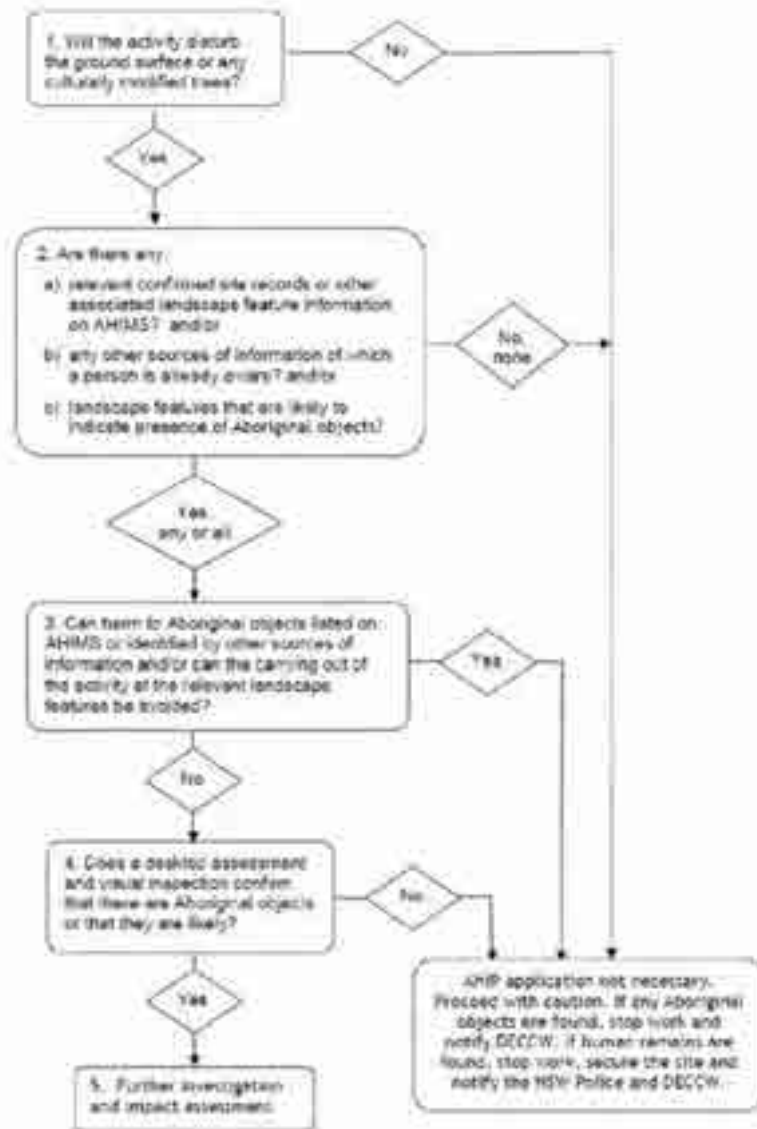 1. Will the activity disturb
the ground surface or any
culturally modified trees?
No
Yes
2. Are there any
a) relevant confirmed site records or other
associated landscape feature information
on AHIMS? and/or
b) any other sources of information of which
a person is already aware? and/or
c) landscape features that are likely to
indicate presence of Aboriginal objects?
No,
none
Yes
any or all
3. Can harm to Aboriginal objects listed on
AHIMS or identified by other sources of
information and/or can the carrying out of
the activity at the relevant landscape
features be avoided?
Yes
No
4. Does a desktop assessment
and visual inspection confirm
that there are Aboriginal objects
or that they are likely?
No
Yes
AHIP application not necessary.
Proceed with caution. If any Aboriginal
objects are found, stop work and
notify DECCW. If human remains are
found, stop work, secure the site and
notify the NSW Police and DECCW.
5. Further investigation
and impact assessment